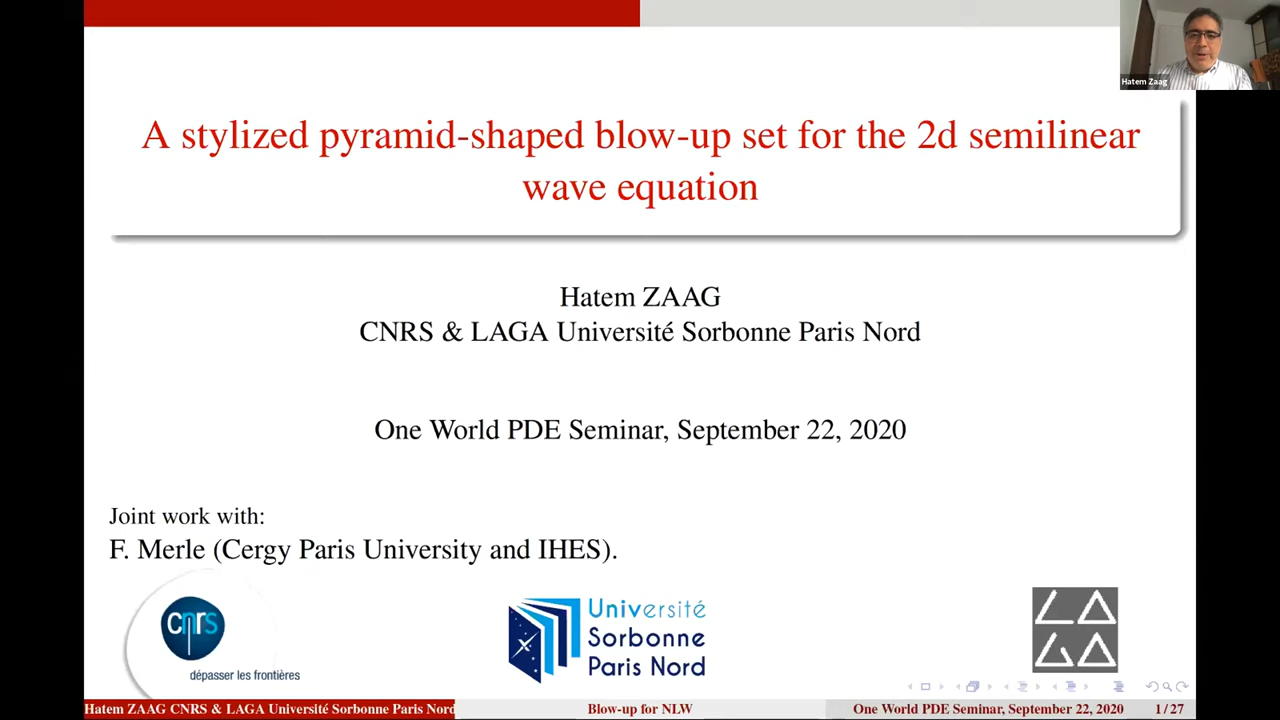 Hatem Zaag
A stylized pyramid-shaped blow-up set for the 2d semilinear
wave equation
Hatem ZAAG
CNRS & LAGA Université Sorbonne Paris Nord
One World PDE Seminar, September 22, 2020
Joint work with:
F. Merle (Cergy Paris University and IHES).
cnrs
dépasser les frontières
Université
Sorbonne
Paris Nord
LAGA
Hatem ZAAG CNRS & LAGA Université Sorbonne Paris Nord
Blow-up for NLW
One World PDE Seminar, September 22, 2020
1 / 27